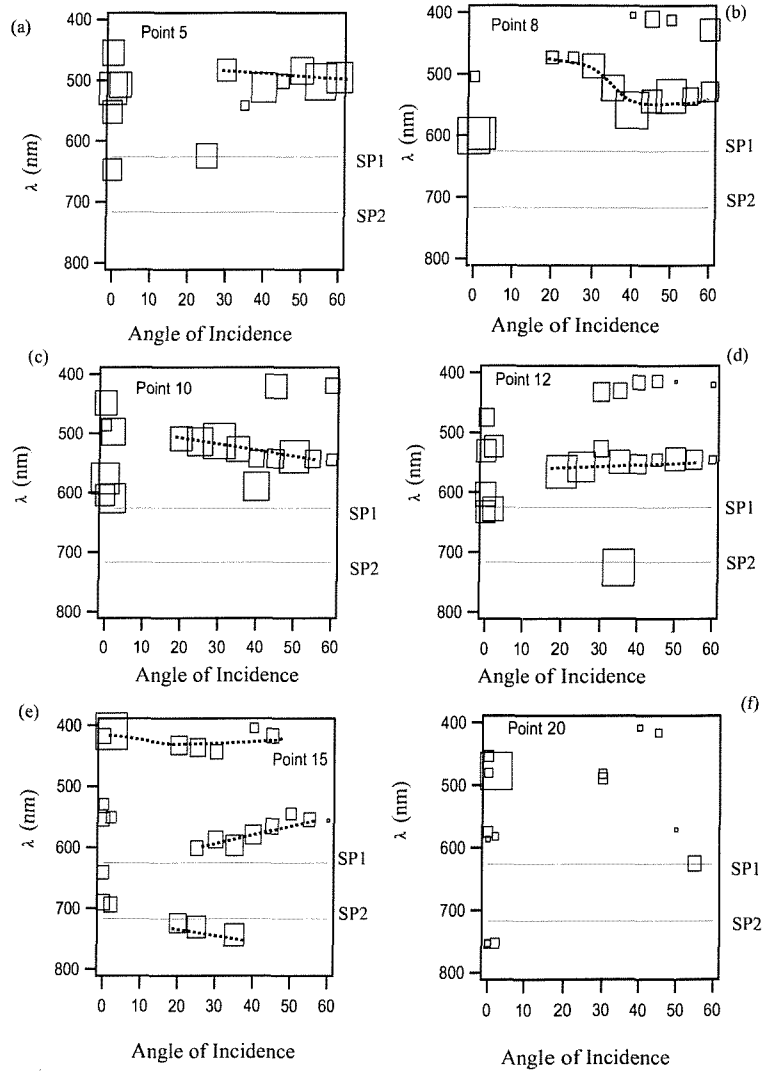 (a)
Point 5
400
500
600
700
800
λ (nm)
SP1
SP2
0 10 20 30 40 50 60
Angle of Incidence
(b)
Point 8
400
500
600
700
800
λ (nm)
SP1
SP2
0 10 20 30 40 50 60
Angle of Incidence
(c)
Point 10
400
500
600
700
800
λ (nm)
SP1
SP2
0 10 20 30 40 50 60
Angle of Incidence
(d)
Point 12
400
500
600
700
800
λ (nm)
SP1
SP2
0 10 20 30 40 50 60
Angle of Incidence
(e)
Point 15
400
500
600
700
800
λ (nm)
SP1
SP2
0 10 20 30 40 50 60
Angle of Incidence
(f)
Point 20
400
500
600
700
800
λ (nm)
SP1
SP2
0 10 20 30 40 50 60
Angle of Incidence